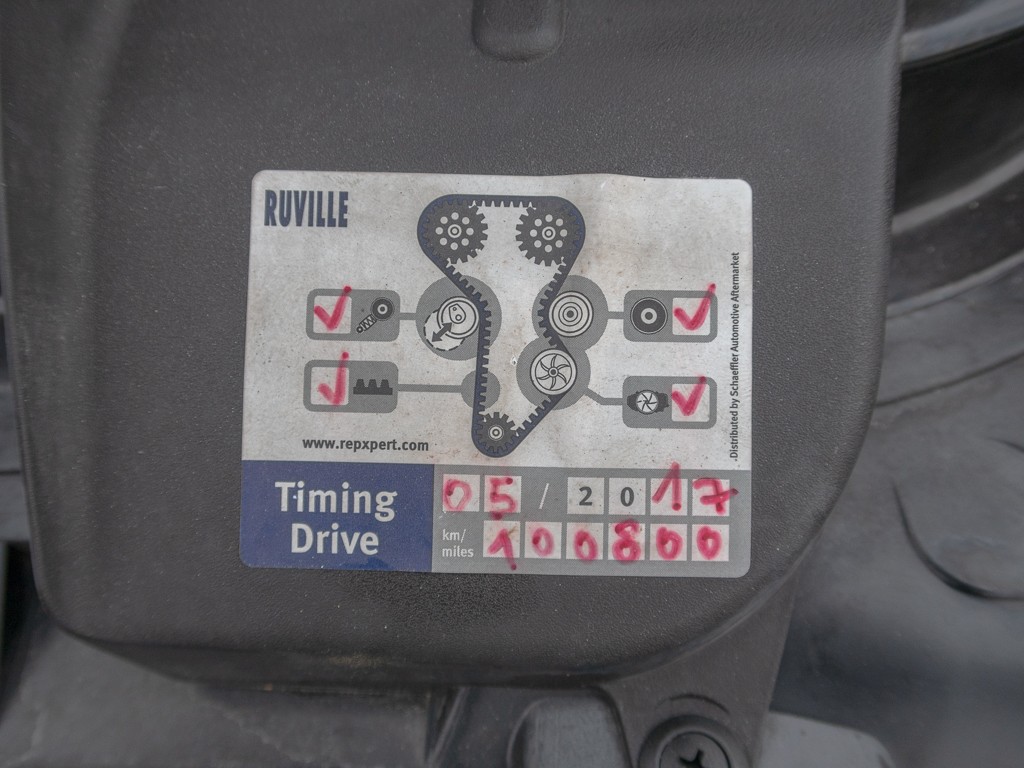 RUVILLE
.Distributed by Schaeffler Automotive Aftermarket
www.repxpert.com
Timing
Drive
05/2017
km/
miles
100800